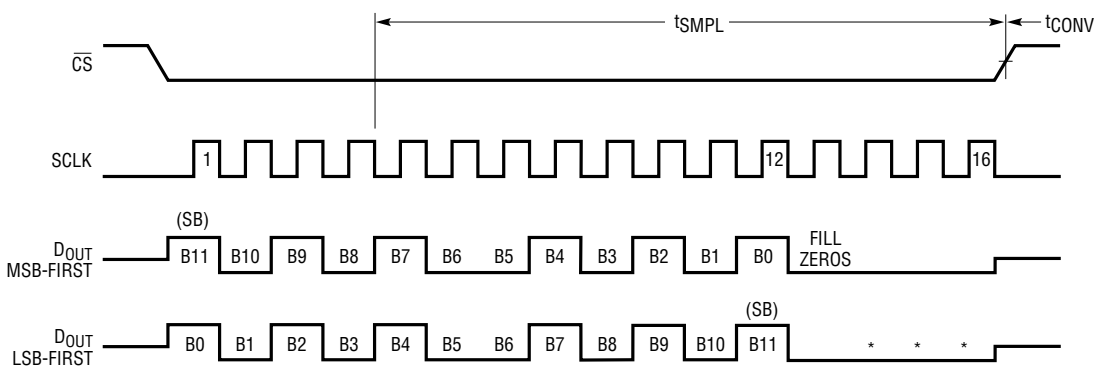 tSMPL tCONV
CS
SCLK 1 12 16
(SB)
DOUT
MSB-FIRST
B11 B10 B9 B8 B7 B6 B5 B4 B3 B2 B1 B0
FILL
ZEROS
(SB)
DOUT
LSB-FIRST
B0 B1 B2 B3 B4 B5 B6 B7 B8 B9 B10 B11 * * *